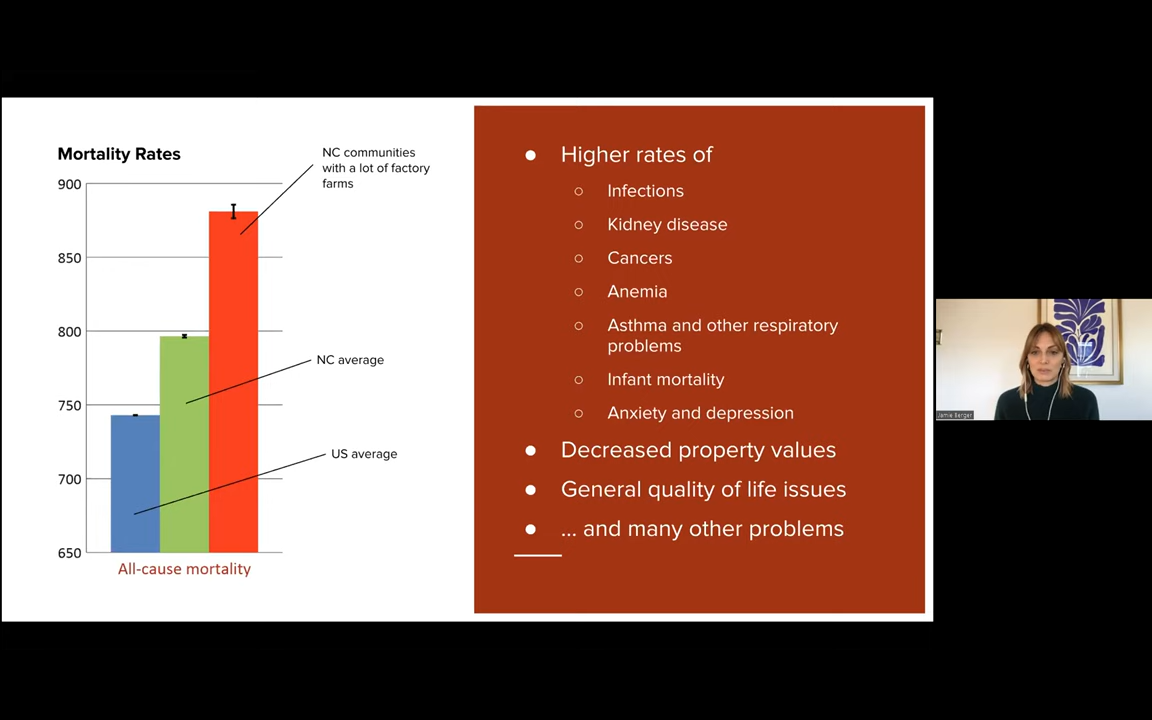 Mortality Rates
900
850
800
750
700
650
NC communities
with a lot of factory
farms
NC average
US average
All-cause mortality
● Higher rates of
○ Infections
○ Kidney disease
○ Cancers
○ Anemia
○ Asthma and other respiratory
problems
○ Infant mortality
○ Anxiety and depression
● Decreased property values
● General quality of life issues
● ... and many other problems
Jamie Berger